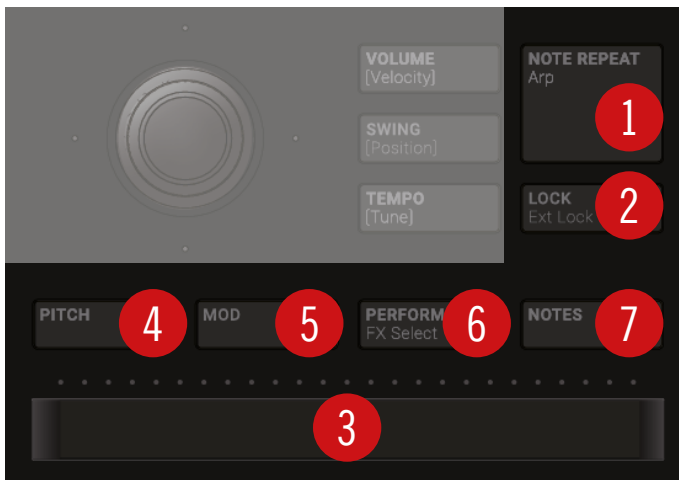 VOLUME
[Velocity]
NOTE REPEAT
Arp
1
SWING
[Position]
TEMPO
[Tune]
LOCK
Ext Lock
2
PITCH
4
MOD
5
PERFORM
FX Select
6
NOTES
7
3